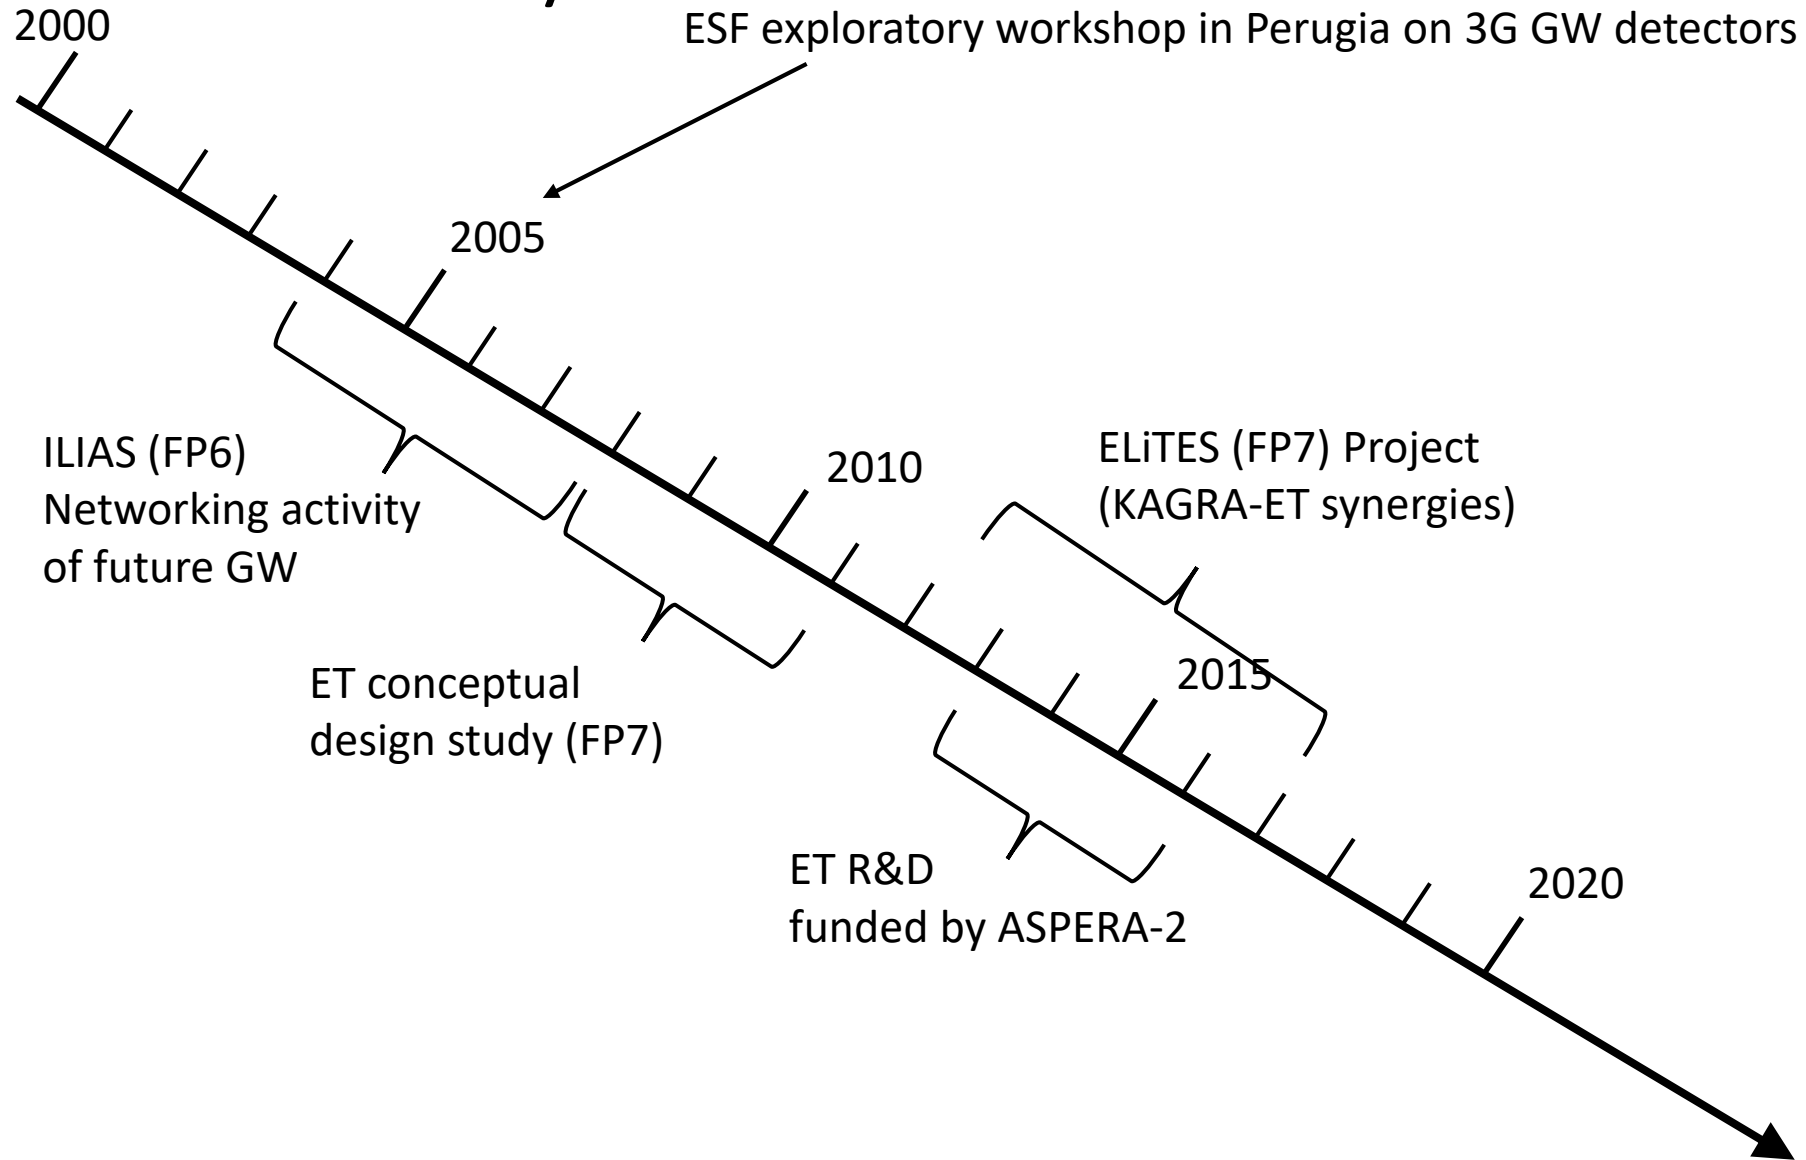 2000
ESF exploratory workshop in Perugia on 3G GW detectors
2005
ILIAS (FP6)
Networking activity
of future GW
2010
ELiTES (FP7) Project
(KAGRA-ET synergies)
ET conceptual
design study (FP7)
2015
ET R&D
funded by ASPERA-2
2020